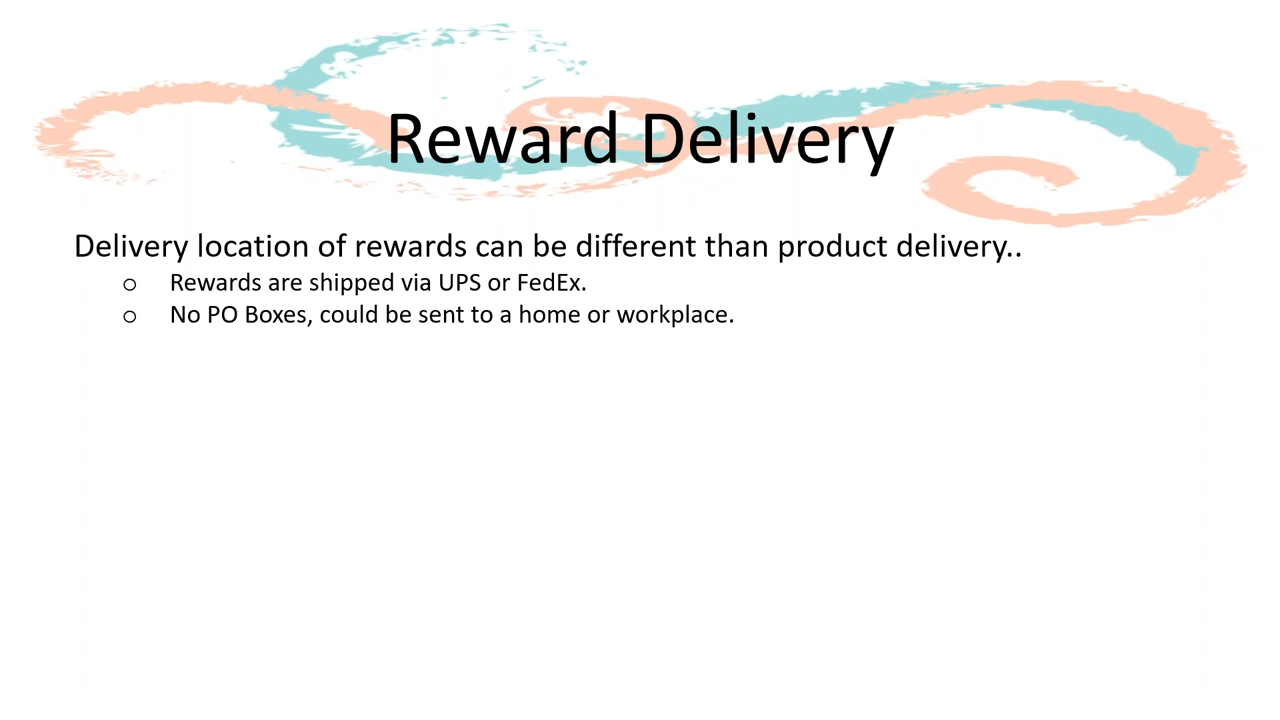 Reward Delivery
Delivery location of rewards can be different than product delivery..
o Rewards are shipped via UPS or FedEx.
o No PO Boxes, could be sent to a home or workplace.